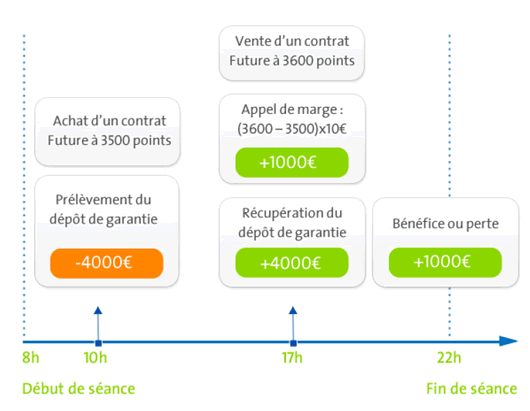 Achat d'un contrat
Future à 3500 points
Prélèvement du
dépôt de garantie
-4000€
Vente d'un contrat
Future à 3600 points
Appel de marge :
(3600 – 3500)x10€
+1000€
Récupération du
dépôt de garantie
+4000€
Bénéfice ou perte
+1000€
8h
10h
17h
22h
Début de séance
Fin de séance